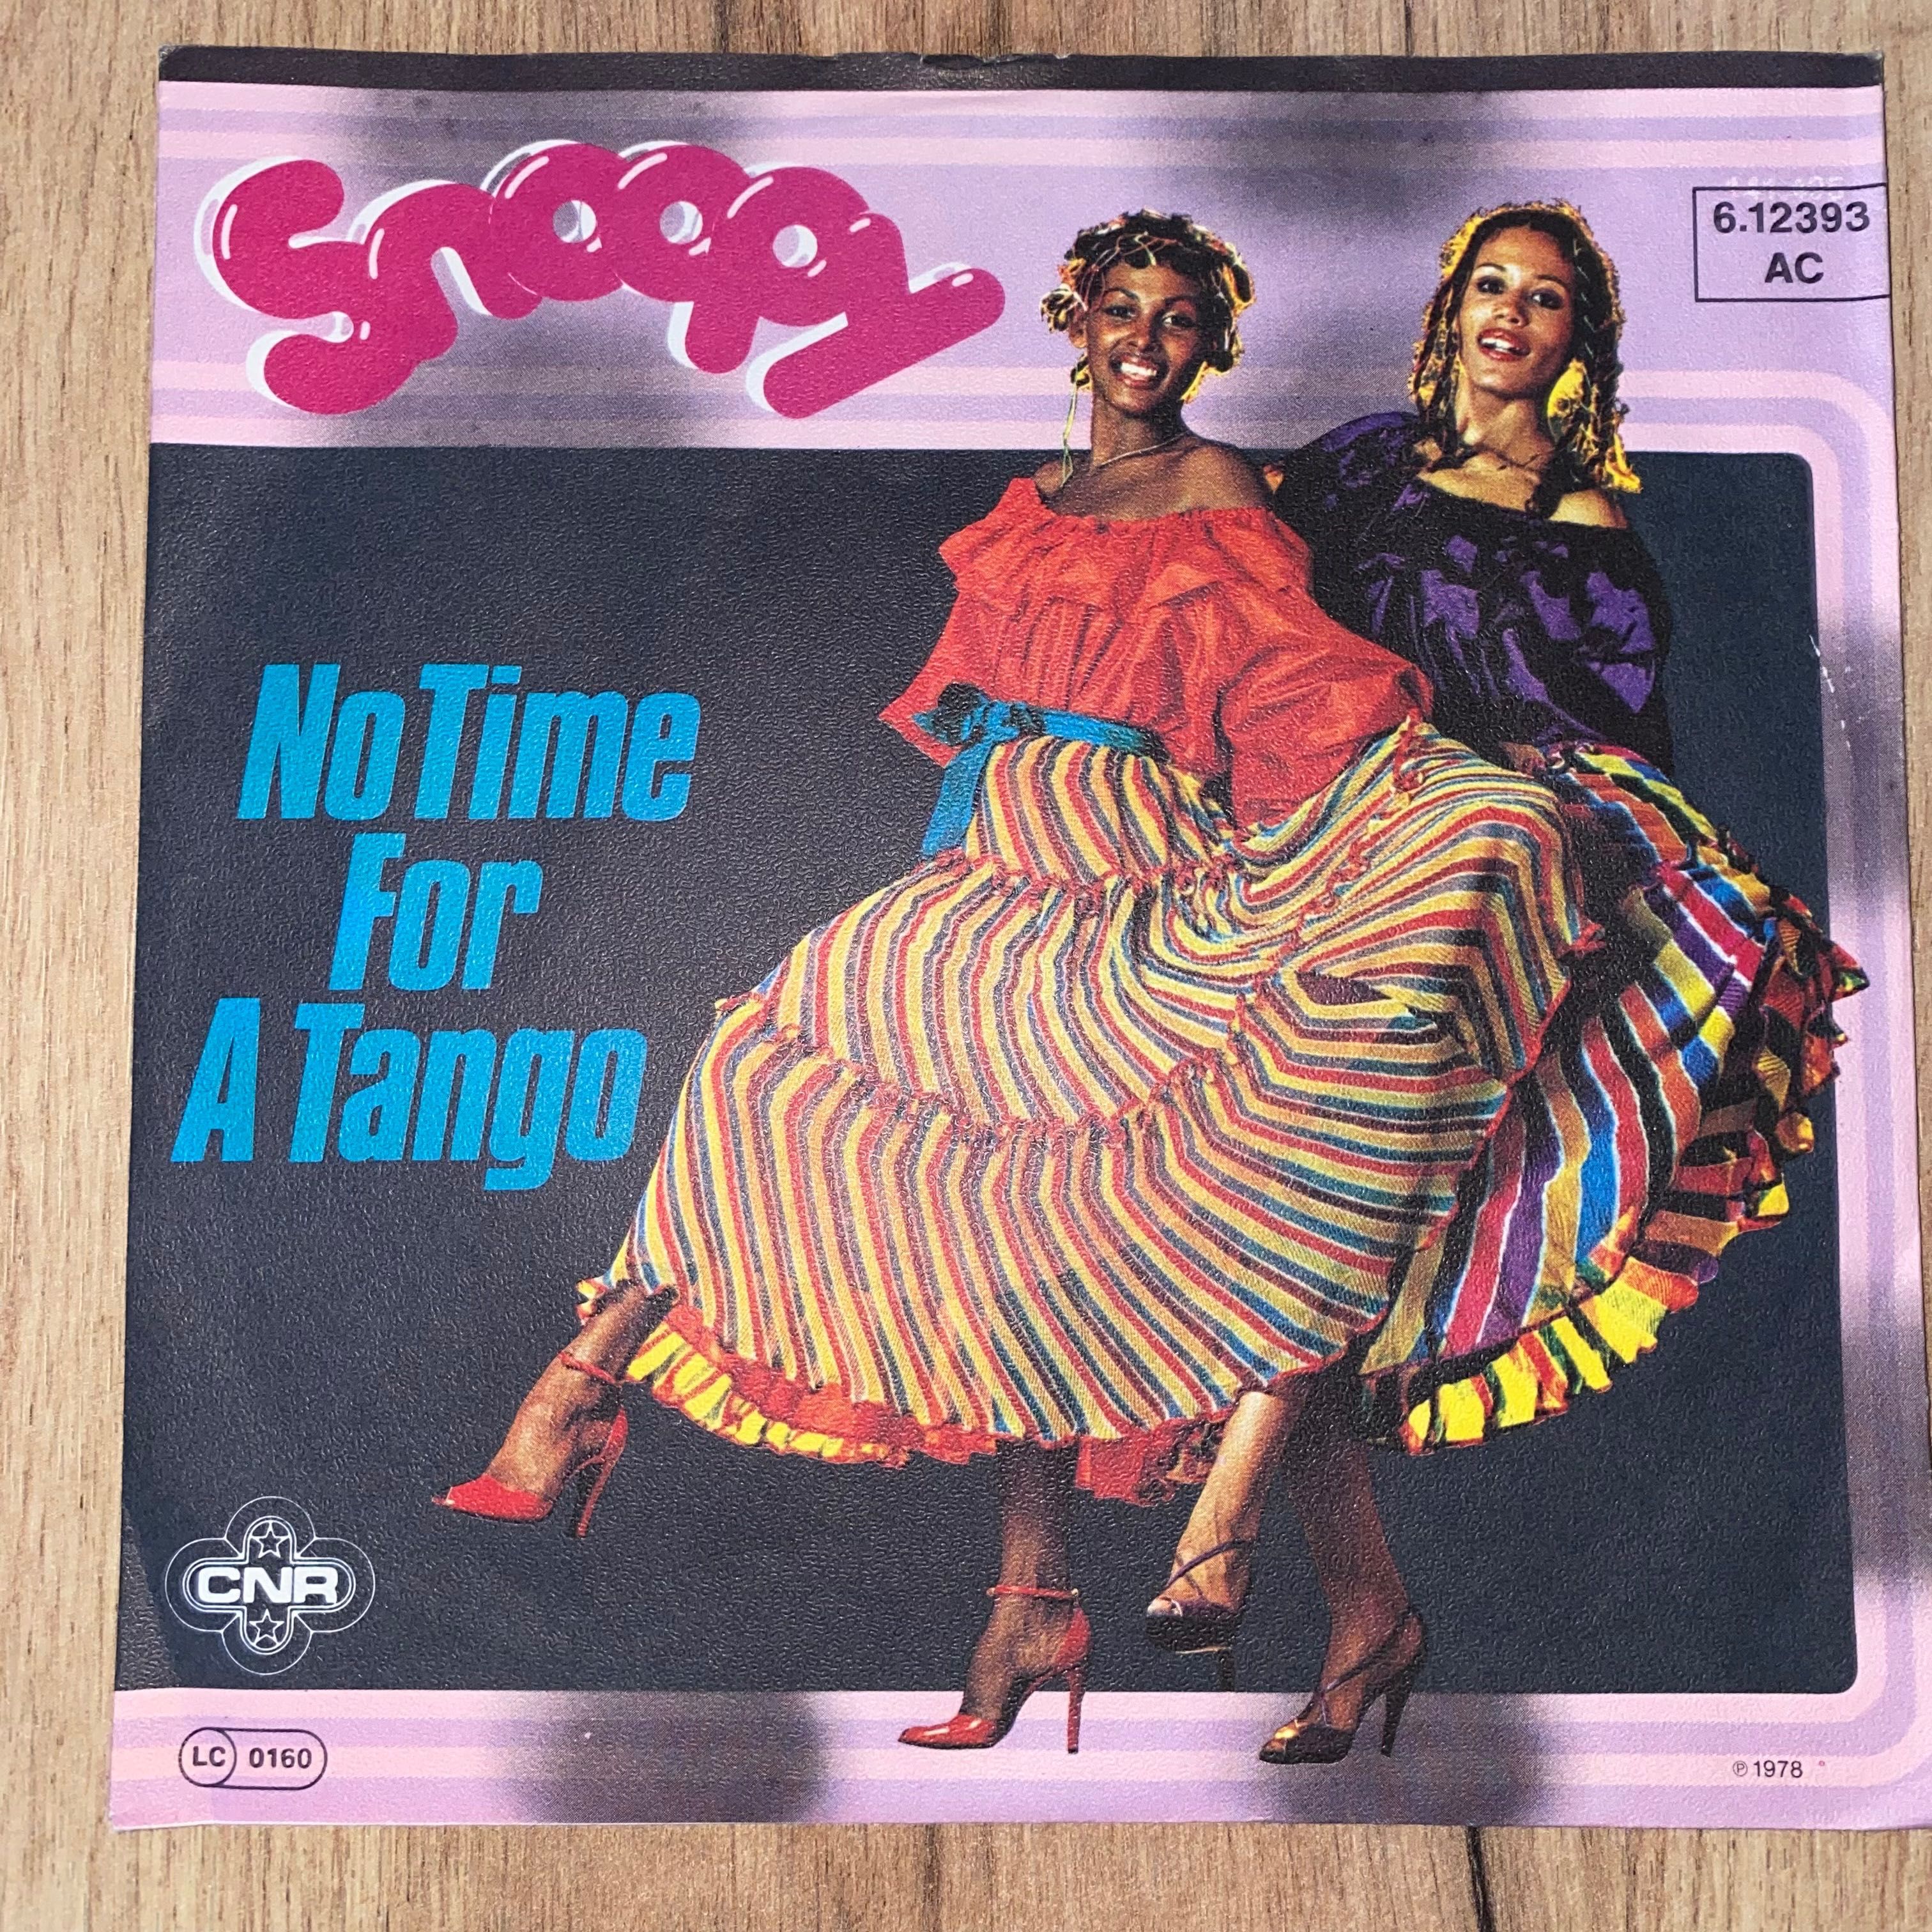 Snoopy
6.12393
AC
No Time
For
A Tango
CNR
LC 0160
℗ 1978